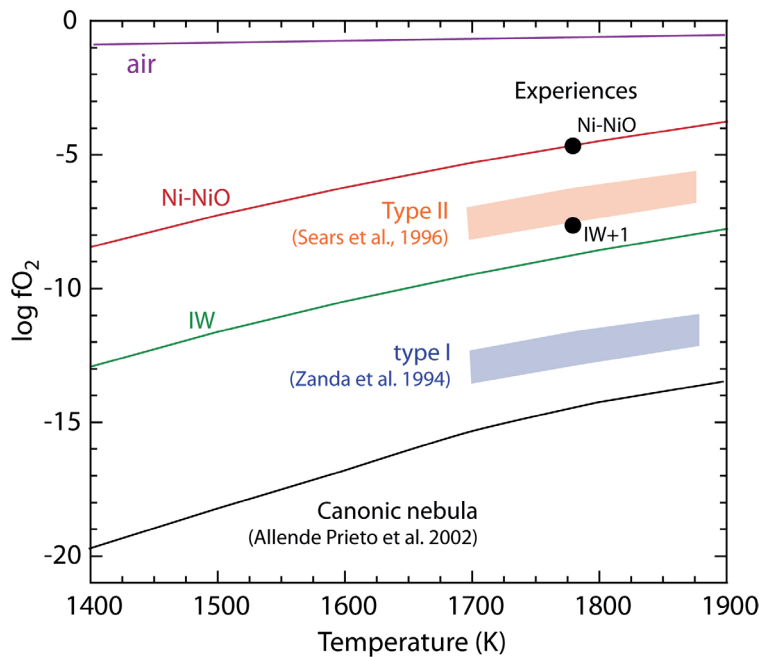 0
air
Experiences
Ni-NiO
-5
Ni-NiO
Type II
(Sears et al., 1996)
IW+1
-10
log fO₂
IW
type I
(Zanda et al. 1994)
-15
Canonic nebula
(Allende Prieto et al. 2002)
-20
1400 1500 1600 1700 1800 1900
Temperature (K)